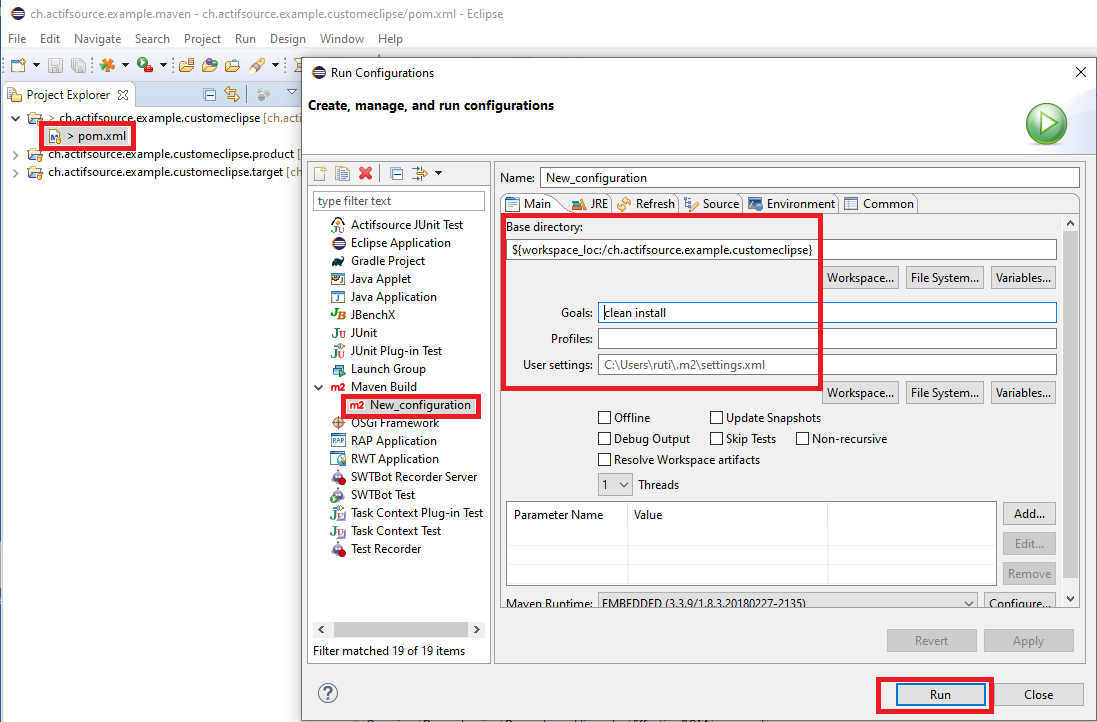 ch.actifsource.example.maven - ch.actifsource.example.customeclipse/pom.xml - Eclipse
File Edit Navigate Search Project Run Design Window Help
Project Explorer
> ch.actifsource.example.customeclipse [ch.acti
> pom.xml
ch.actifsource.example.customeclipse.product [
ch.actifsource.example.customeclipse.target [ch
Run Configurations
Create, manage, and run configurations
type filter text
Actifsource JUnit Test
Eclipse Application
Gradle Project
Java Applet
Java Application
JBenchX
JUnit
JUnit Plug-in Test
Launch Group
Maven Build
New_configuration
OSGi Framework
RAP Application
RWT Application
SWTBot Recorder Server
SWTBot Test
Task Context Plug-in Test
Task Context Test
Test Recorder
Filter matched 19 of 19 items
Name: New_configuration
Main JRE Refresh Source Environment Common
Base directory:
${workspace_loc:/ch.actifsource.example.customeclipse}
Workspace... File System... Variables...
Goals: clean install
Profiles:
User settings: C:\Users\ruti\.m2\settings.xml
Workspace... File System... Variables...
Offline Update Snapshots
Debug Output Skip Tests Non-recursive
Resolve Workspace artifacts
1 Threads
Parameter Name Value
Add...
Edit...
Remove
Maven Runtime: EMBEDDED (3.3.9/1.8.3.20180227-2135) Configure...
Revert Apply
Run Close